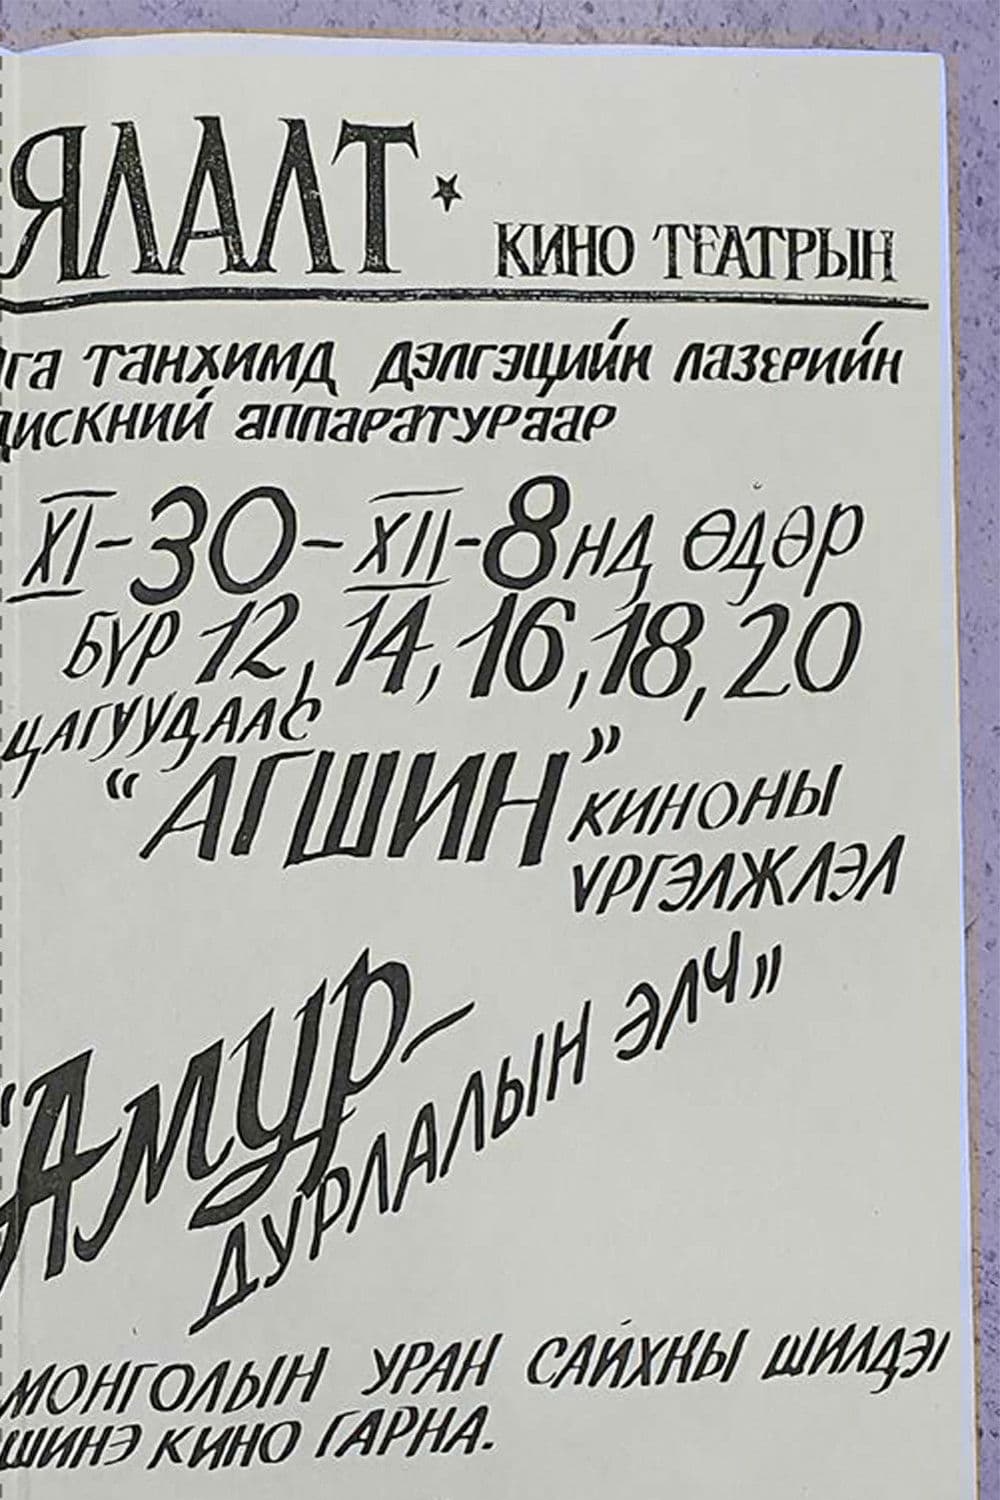 ЯЛАЛТ
КИНО ТЕАТРЫН
танхимд дэлгэцийн лазерийн
дискний аппаратураар
XI-30-XII-8нд өдөр
БҮР 12, 14, 16, 18, 20
ЦАГУУДААС
“АГШИН” КИНОНЫ
ҮРГЭЛЖЛЭЛ
“Амур-
ДУРЛАЛЫН ЭЛЧ”
МОНГОЛЫН УРАН САЙХНЫ ШИЛДЭГ
ШИНЭ КИНО ГАРНА.